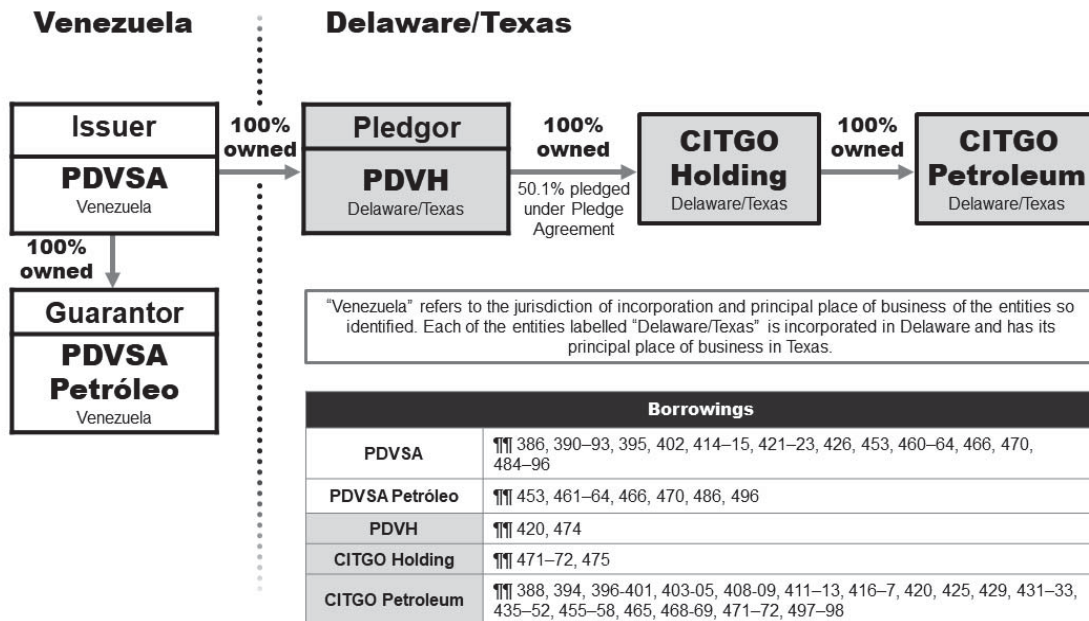 Venezuela
Delaware/Texas
Issuer
PDVSA
Venezuela
100%
owned
Pledgor
PDVH
Delaware/Texas
100%
owned
50.1% pledged
under Pledge
Agreement
CITGO
Holding
Delaware/Texas
100%
owned
CITGO
Petroleum
Delaware/Texas
100%
owned
Guarantor
PDVSA
Petróleo
Venezuela
“Venezuela” refers to the jurisdiction of incorporation and principal place of business of the entities so
identified. Each of the entities labelled “Delaware/Texas” is incorporated in Delaware and has its
principal place of business in Texas.
Borrowings
PDVSA
¶¶ 386, 390–93, 395, 402, 414–15, 421–23, 426, 453, 460–64, 466, 470,
484–96
PDVSA Petróleo
¶¶ 453, 461–64, 466, 470, 486, 496
PDVH
¶¶ 420, 474
CITGO Holding
¶¶ 471–72, 475
CITGO Petroleum
¶¶ 388, 394, 396-401, 403-05, 408-09, 411–13, 416–7, 420, 425, 429, 431–33,
435–52, 455–58, 465, 468-69, 471–72, 497–98